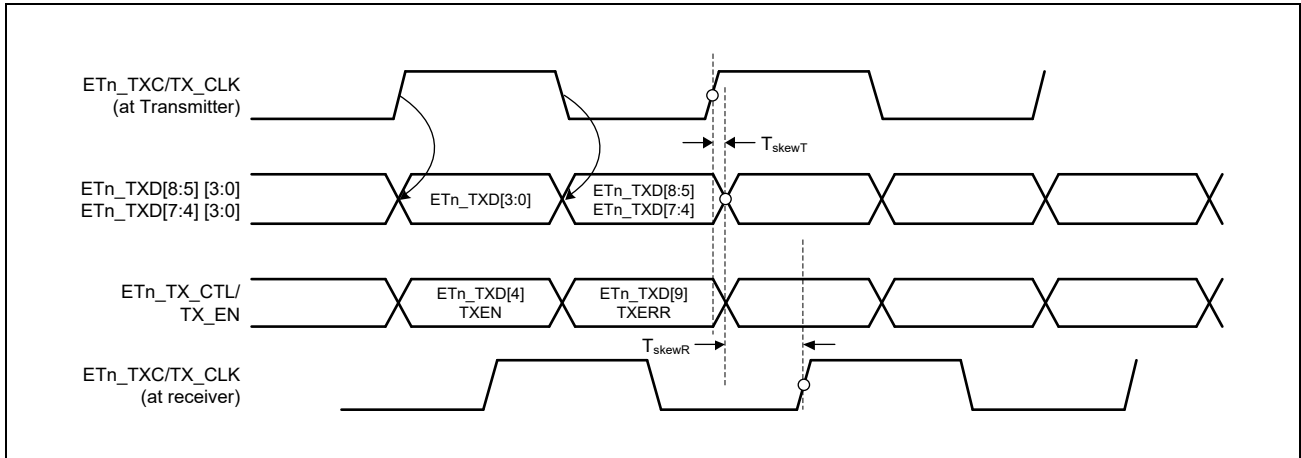 ETn_TXC/TX_CLK
(at Transmitter)
TskewT
ETn_TXD[8:5] [3:0]
ETn_TXD[7:4] [3:0]
ETn_TXD[3:0]
ETn_TXD[8:5]
ETn_TXD[7:4]
ETn_TX_CTL/
TX_EN
ETn_TXD[4]
TXEN
ETn_TXD[9]
TXERR
TskewR
ETn_TXC/TX_CLK
(at receiver)